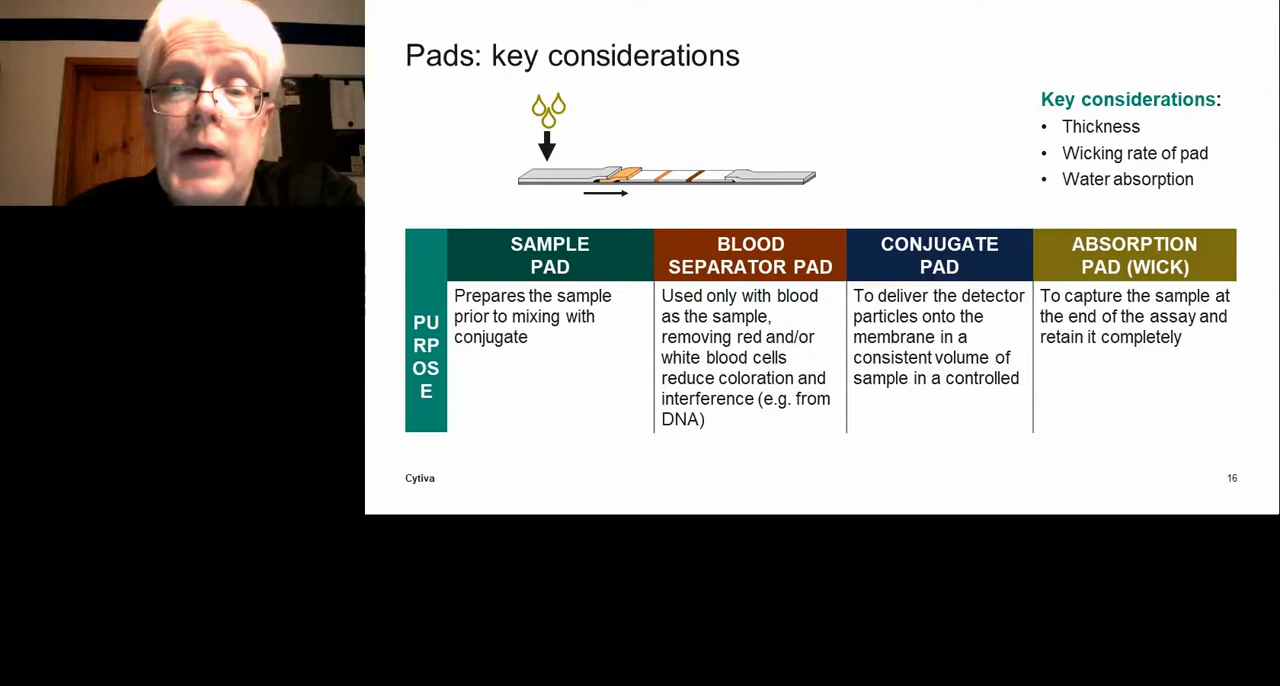 Pads: key considerations
Key considerations:
• Thickness
• Wicking rate of pad
• Water absorption
PU
RP
OS
E
SAMPLE
PAD
Prepares the sample
prior to mixing with
conjugate
BLOOD
SEPARATOR PAD
Used only with blood
as the sample,
removing red and/or
white blood cells
reduce coloration and
interference (e.g. from
DNA)
CONJUGATE
PAD
To deliver the detector
particles onto the
membrane in a
consistent volume of
sample in a controlled
ABSORPTION
PAD (WICK)
To capture the sample at
the end of the assay and
retain it completely
Cytiva
16